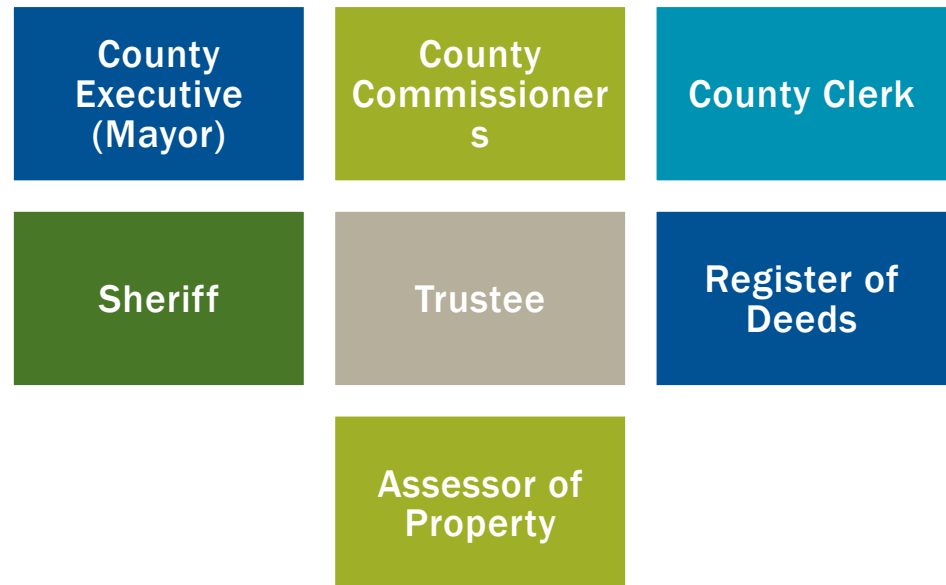 County
Executive
(Mayor)
County
Commissioner
s
County Clerk
Sheriff
Trustee
Register of
Deeds
Assessor of
Property